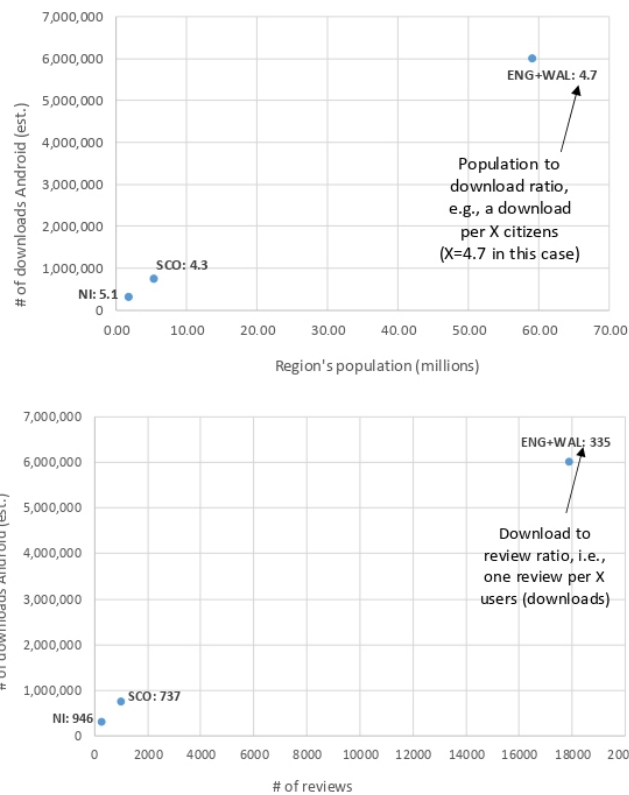 7,000,000
6,000,000
5,000,000
4,000,000
3,000,000
2,000,000
1,000,000
0
# of downloads Android (est.)
ENG+WAL: 4.7
Population to
download ratio,
e.g., a download
per X citizens
(X=4.7 in this case)
SCO: 4.3
NI: 5.1
0.00 10.00 20.00 30.00 40.00 50.00 60.00 70.00
Region's population (millions)
7,000,000
6,000,000
5,000,000
4,000,000
3,000,000
2,000,000
1,000,000
0
# of downloads Android (est.)
ENG+WAL: 335
Download to
review ratio, i.e.,
one review per X
users (downloads)
SCO: 737
NI: 946
0 2000 4000 6000 8000 10000 12000 14000 16000 18000 200
# of reviews